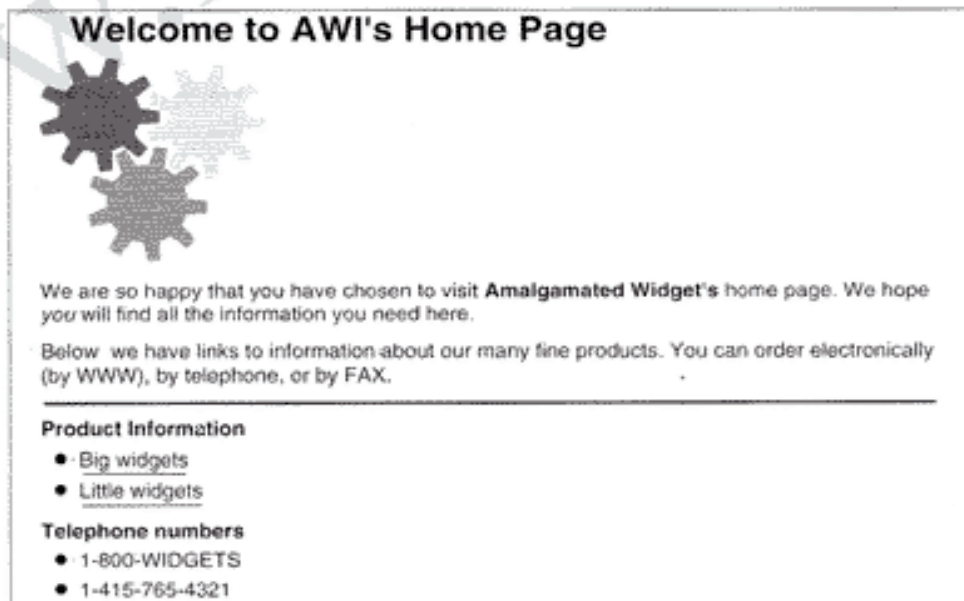 Welcome to AWI's Home Page
We are so happy that you have chosen to visit Amalgamated Widget's home page. We hope
you will find all the information you need here.
Below we have links to information about our many fine products. You can order electronically
(by WWW), by telephone, or by FAX.
Product Information
Big widgets
Little widgets
Telephone numbers
1-800-WIDGETS
1-415-765-4321